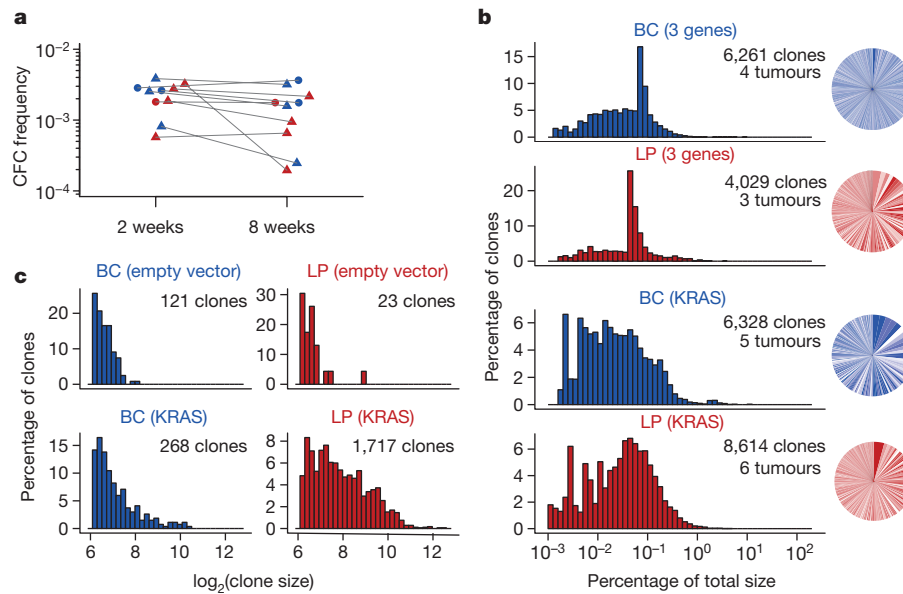 a
10⁻²
10⁻³
10⁻⁴
CFC frequency
2 weeks
8 weeks
b
BC (3 genes)
6,261 clones
4 tumours
15
10
5
0
LP (3 genes)
4,029 clones
3 tumours
20
10
0
BC (KRAS)
6,328 clones
5 tumours
6
4
2
0
LP (KRAS)
8,614 clones
6 tumours
6
4
2
0
Percentage of clones
10⁻³ 10⁻² 10⁻¹ 10⁰ 10¹ 10²
Percentage of total size
c
BC (empty vector)
121 clones
20
10
0
LP (empty vector)
23 clones
30
20
10
0
BC (KRAS)
268 clones
15
10
5
0
LP (KRAS)
1,717 clones
8
6
4
2
0
Percentage of clones
6 8 10 12
6 8 10 12
log₂(clone size)